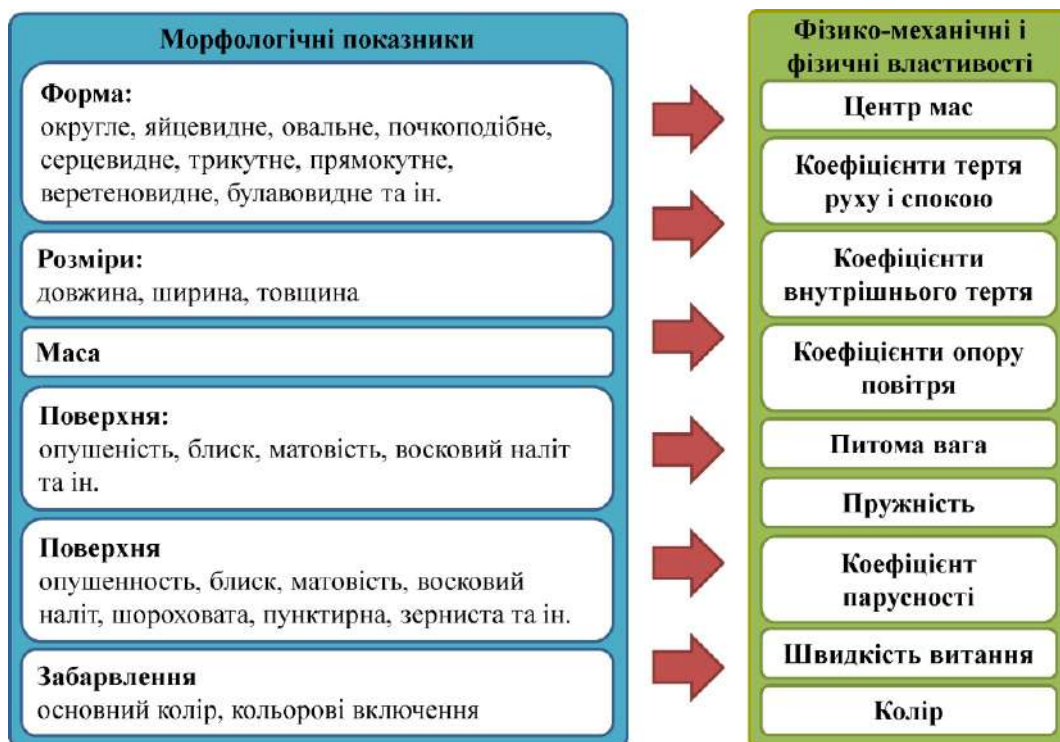 Морфологічні показники
Форма:
округле, яйцевидне, овальне, почкоподібне,
серцевидне, трикутне, прямокутне,
веретеновидне, булавовидне та ін.
Розміри:
довжина, ширина, товщина
Маса
Поверхня:
опушеність, блиск, матовість, восковий наліт
та ін.
Поверхня
опушенность, блиск, матовість, восковий
наліт, шороховата, пунктирна, зерниста та ін.
Забарвлення
основний колір, кольорові включення
Фізико-механічні і
фізичні властивості
Центр мас
Коефіцієнти тертя
руху і спокою
Коефіцієнти
внутрішнього тертя
Коефіцієнти опору
повітря
Питома вага
Пружність
Коефіцієнт
парусності
Швидкість витання
Колір